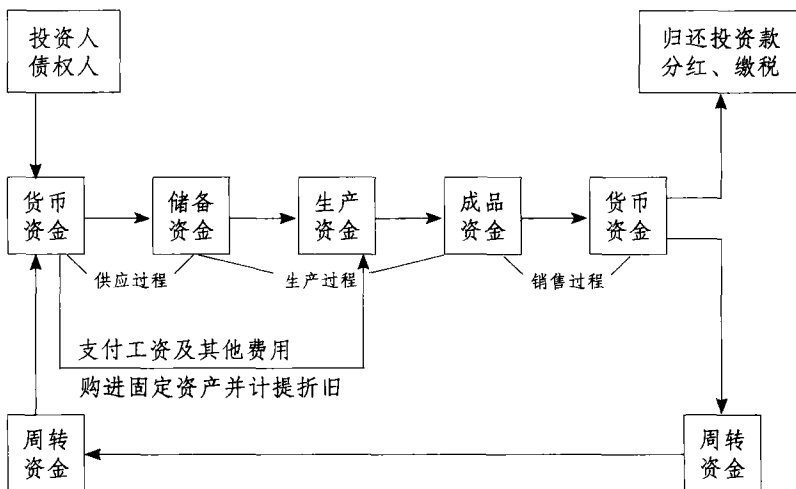 投资人
债权人
归还投资款
分红、缴税
货币
资金
储备
资金
生产
资金
成品
资金
货币
资金
供应过程
生产过程
销售过程
支付工资及其他费用
购进固定资产并计提折旧
周转
资金
周转
资金